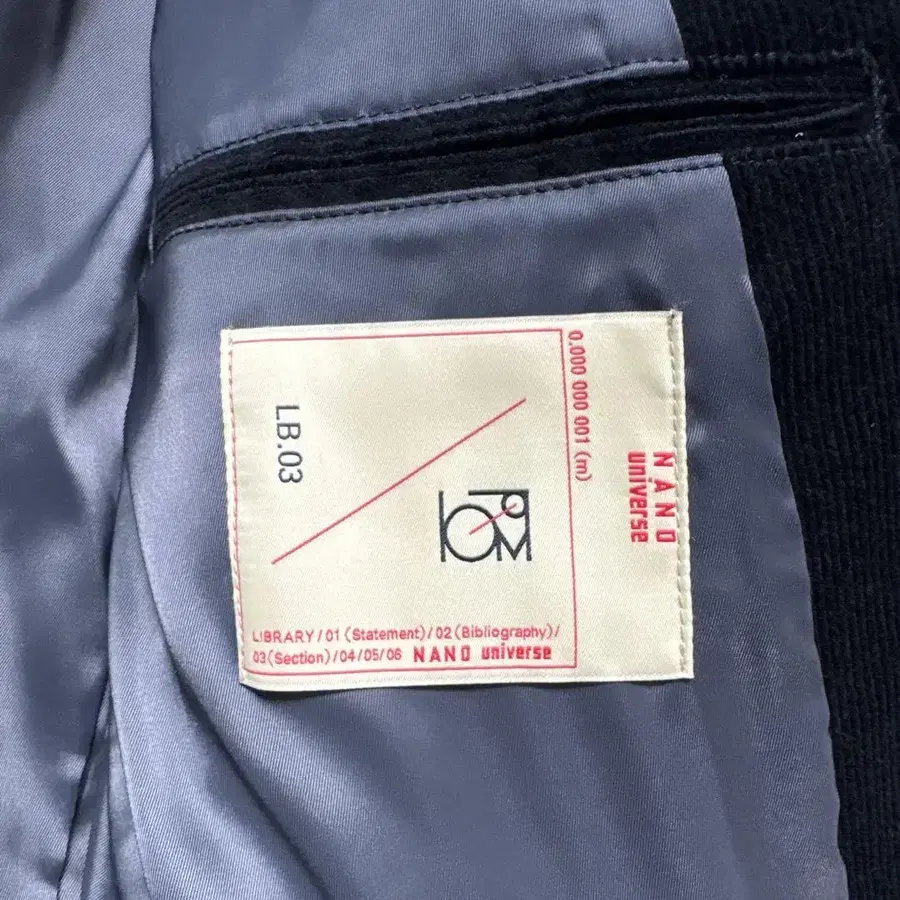 NANO
universe
0.000 000 001 (m)
LB.03
LIBRARY/01 (Statement)/02 (Bibliography)/
03 (Section)/04/05/06 NANO universe